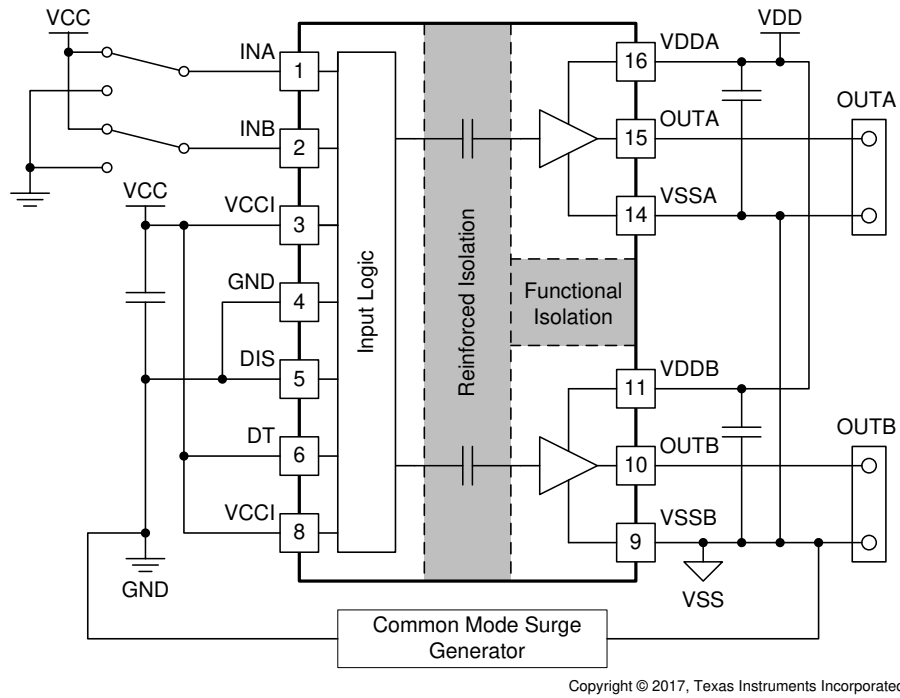 VCC
INA
1
INB
2
VCC
VCCI
3
GND
4
DIS
5
DT
6
VCCI
8
GND
Input Logic
Reinforced Isolation
Functional
Isolation
16
VDDA
VDD
15
OUTA
OUTA
14
VSSA
11
VDDB
10
OUTB
OUTB
9
VSSB
VSS
Common Mode Surge
Generator
Copyright © 2017, Texas Instruments Incorporated